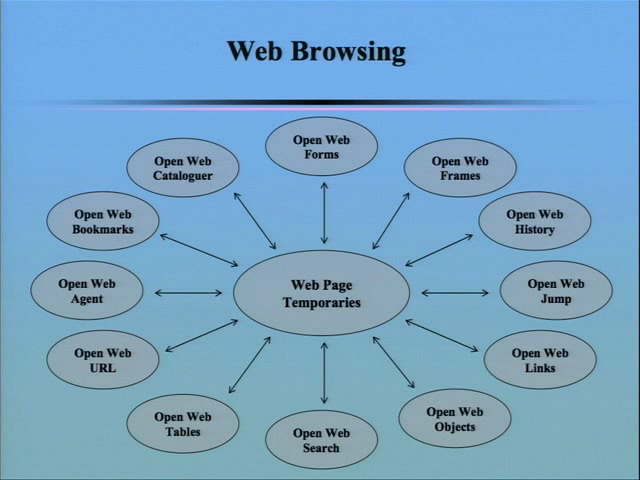 Web Browsing
Open Web
Forms
Open Web
Cataloguer
Open Web
Frames
Open Web
Bookmarks
Open Web
History
Open Web
Agent
Web Page
Temporaries
Open Web
Jump
Open Web
URL
Open Web
Links
Open Web
Tables
Open Web
Search
Open Web
Objects